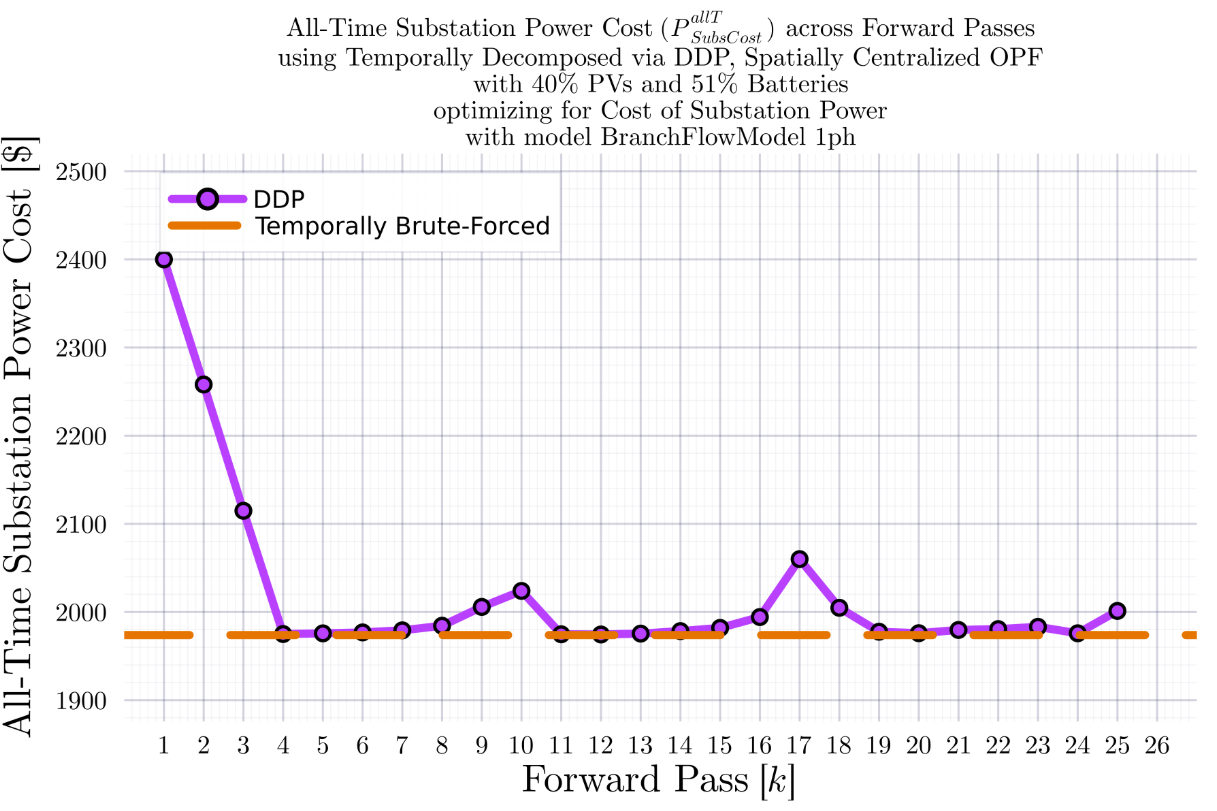 All-Time Substation Power Cost (P^{allT}_{SubsCost}) across Forward Passes
using Temporally Decomposed via DDP, Spatially Centralized OPF
with 40% PVs and 51% Batteries
optimizing for Cost of Substation Power
with model BranchFlowModel 1ph
All-Time Substation Power Cost [$]
2500
2400
2300
2200
2100
2000
1900
DDP
Temporally Brute-Forced
1 2 3 4 5 6 7 8 9 10 11 12 13 14 15 16 17 18 19 20 21 22 23 24 25 26
Forward Pass [k]